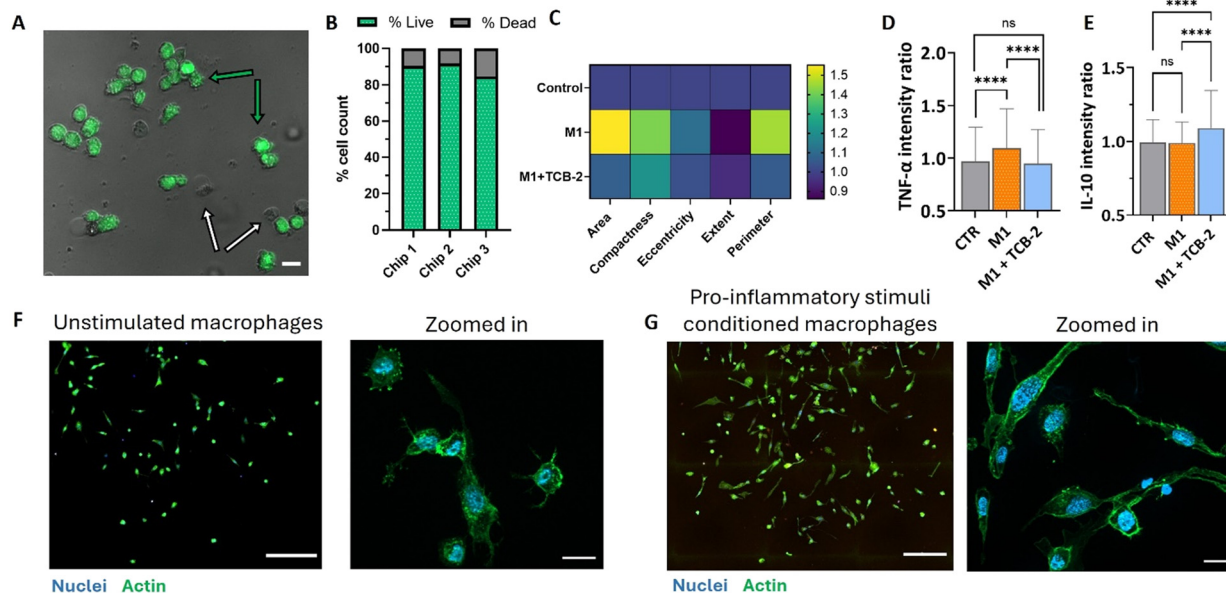 A
B
% Live
% Dead
% cell count
100
80
60
40
20
0
Chip 1
Chip 2
Chip 3
C
Control
M1
M1+TCB-2
Area
Compactness
Eccentricity
Extent
Perimeter
1.5
1.4
1.3
1.2
1.1
1.0
0.9
D
ns
****
****
TNF-α intensity ratio
2.0
1.5
1.0
0.5
CTR
M1
M1 + TCB-2
E
****
****
ns
IL-10 intensity ratio
1.5
1.0
0.5
CTR
M1
M1 + TCB-2
F
Unstimulated macrophages
Zoomed in
Nuclei Actin
G
Pro-inflammatory stimuli
conditioned macrophages
Zoomed in
Nuclei Actin